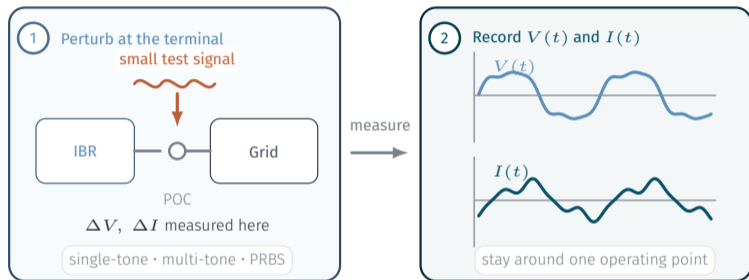 1 Perturb at the terminal
small test signal
IBR
Grid
POC
ΔV, ΔI measured here
single-tone · multi-tone · PRBS
measure
2 Record V(t) and I(t)
V(t)
I(t)
stay around one operating point